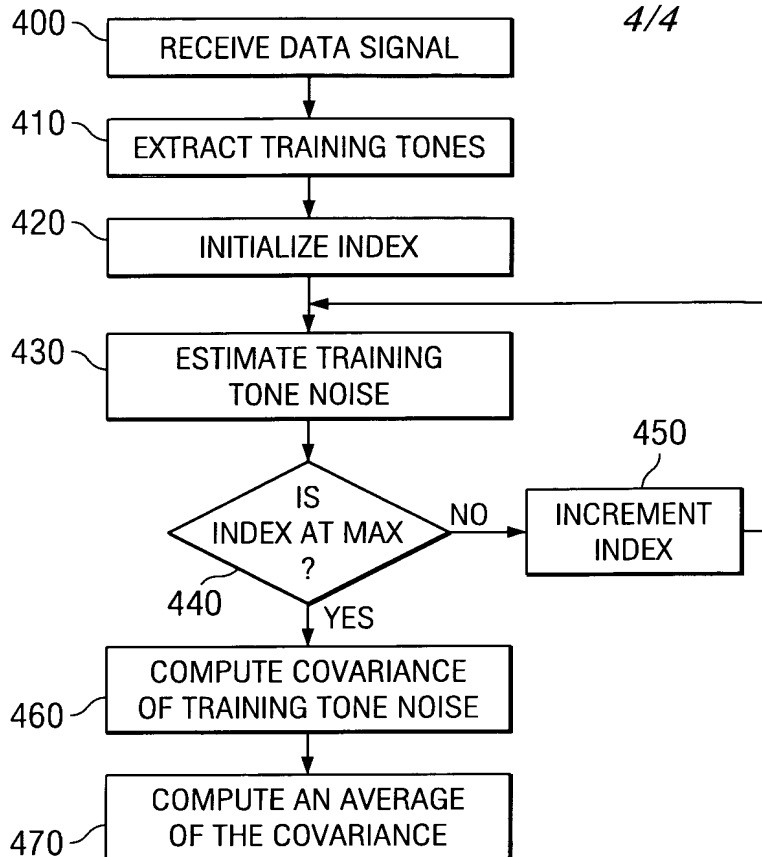 4/4
400
RECEIVE DATA SIGNAL
410
EXTRACT TRAINING TONES
420
INITIALIZE INDEX
430
ESTIMATE TRAINING
TONE NOISE
IS
INDEX AT MAX
?
440
NO
450
INCREMENT
INDEX
YES
460
COMPUTE COVARIANCE
OF TRAINING TONE NOISE
470
COMPUTE AN AVERAGE
OF THE COVARIANCE